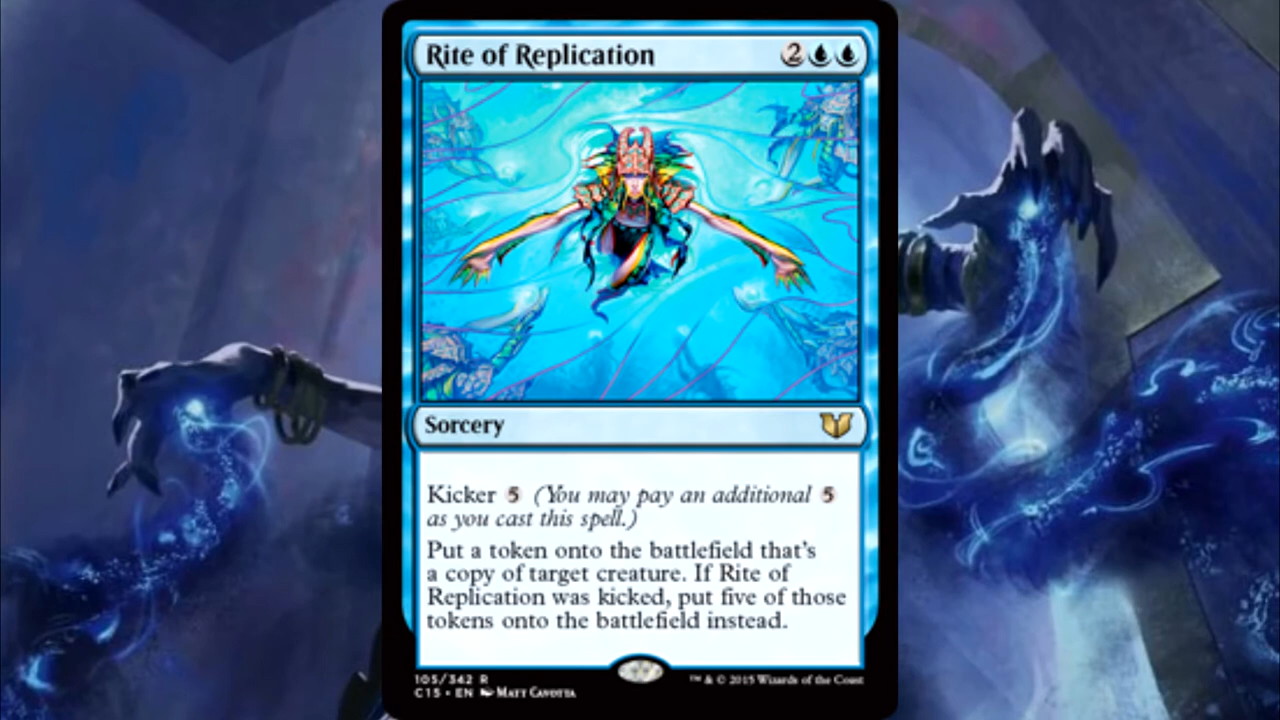 Rite of Replication 2
Sorcery
Kicker 5 (You may pay an additional 5
as you cast this spell.)
Put a token onto the battlefield that's
a copy of target creature. If Rite of
Replication was kicked, put five of those
tokens onto the battlefield instead.
105/342 R
C15 • EN Matt Cavotta
™ & © 2015 Wizards of the Coast